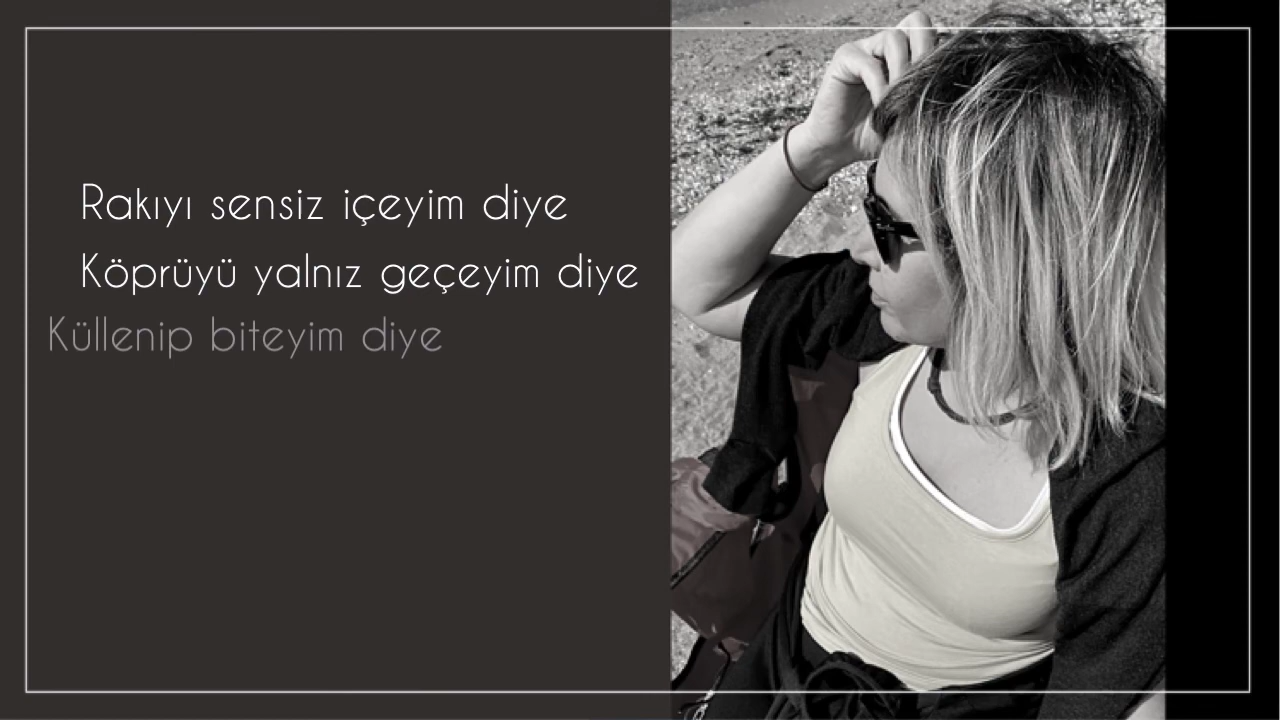 Rakıyı sensiz içeyim diye
Köprüyü yalnız geçeyim diye
Küllenip biteyim diye